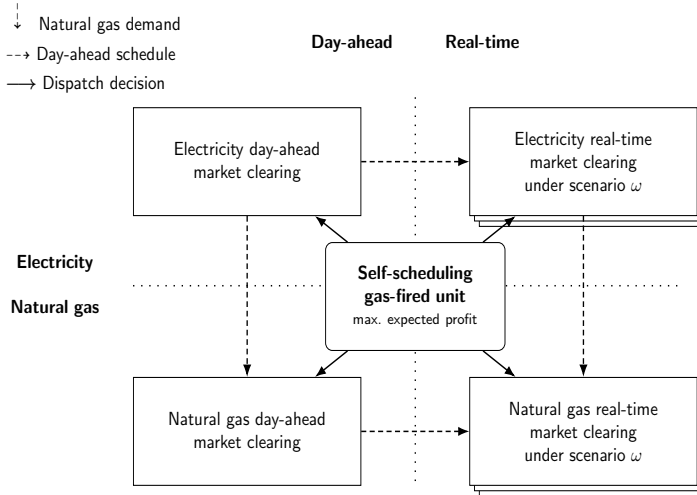 Natural gas demand
Day-ahead schedule
Dispatch decision
Day-ahead
Real-time
Electricity day-ahead
market clearing
Electricity real-time
market clearing
under scenario ω
Electricity
Natural gas
Self-scheduling
gas-fired unit
max. expected profit
Natural gas day-ahead
market clearing
Natural gas real-time
market clearing
under scenario ω